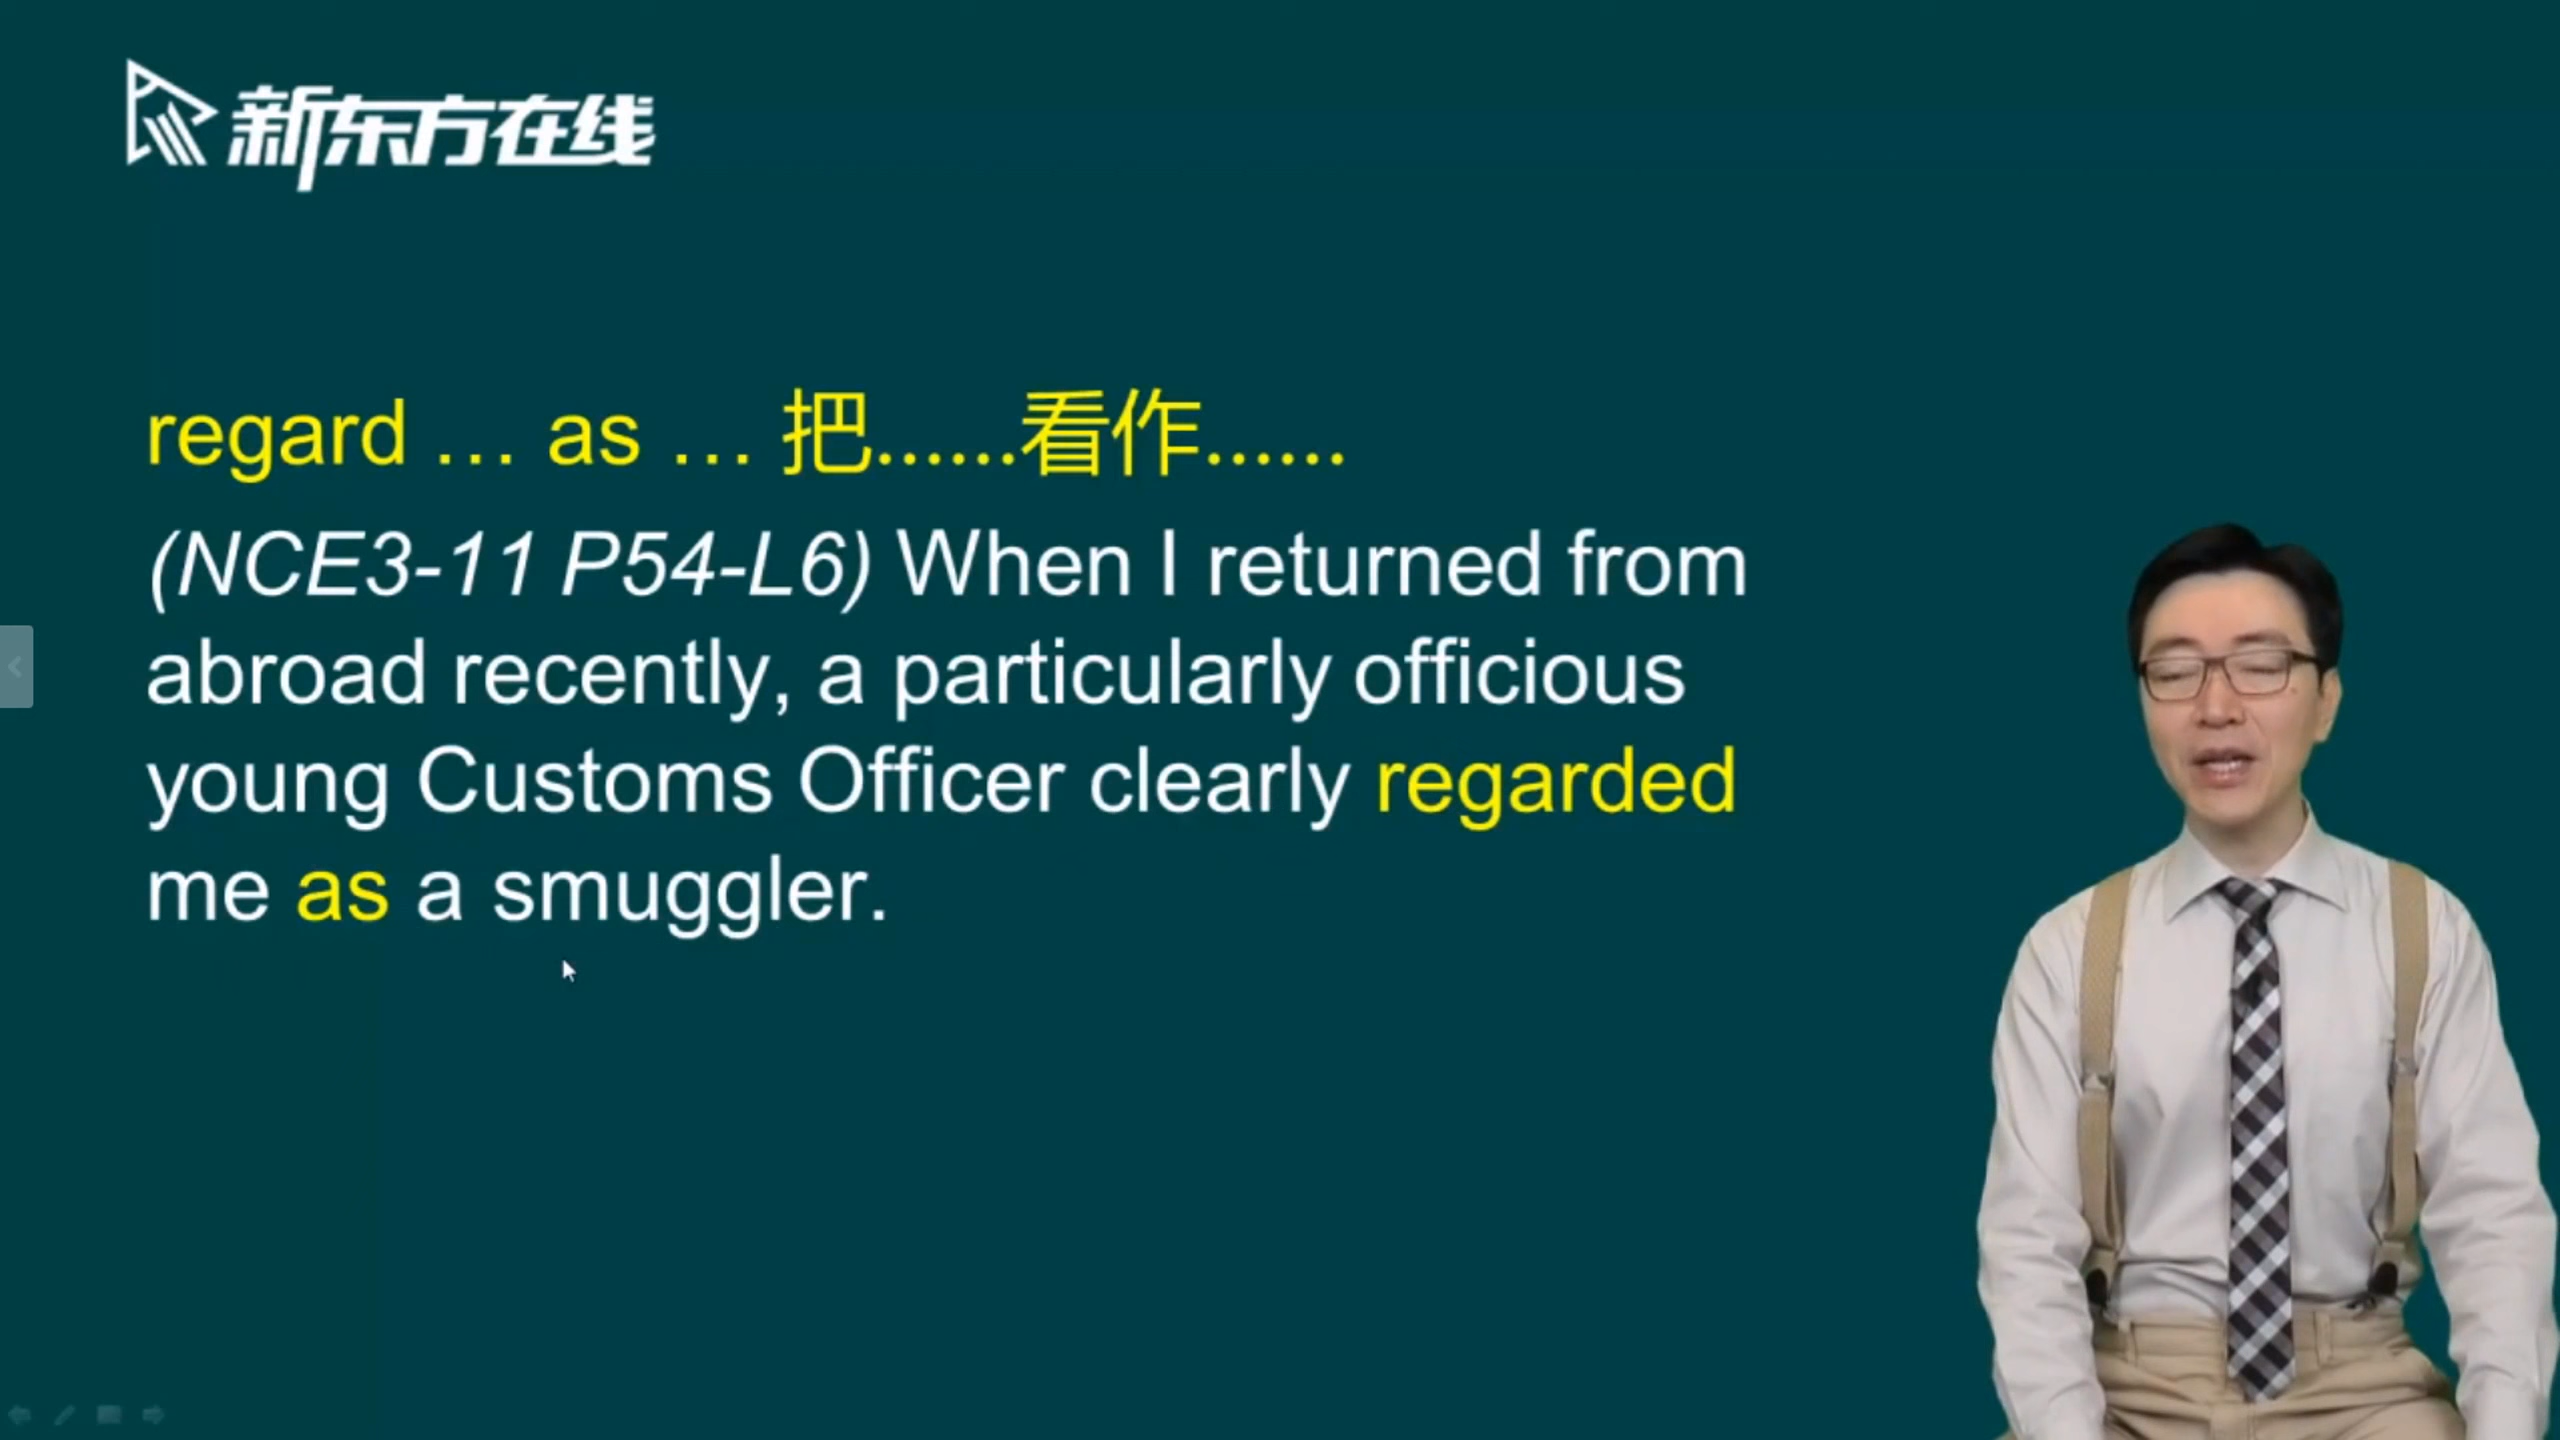 新东方在线
regard … as … 把……看作……
(NCE3-11 P54-L6) When I returned from
abroad recently, a particularly officious
young Customs Officer clearly regarded
me as a smuggler.